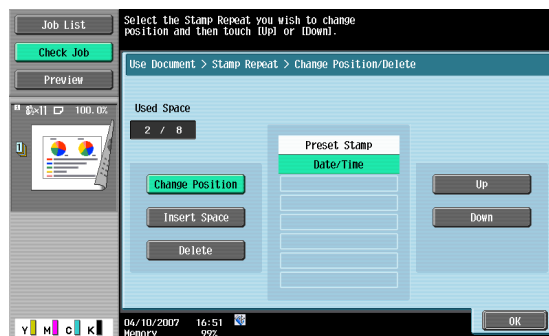 Job List
Select the Stamp Repeat you wish to change
position and then touch [Up] or [Down].
Check Job
Preview
Use Document > Stamp Repeat > Change Position/Delete
100.0%
Used Space
2 / 8
Preset Stamp
Date/Time
Change Position
Up
Insert Space
Down
Delete
04/10/2007 16:51
Memory 99%
OK
Y M C K